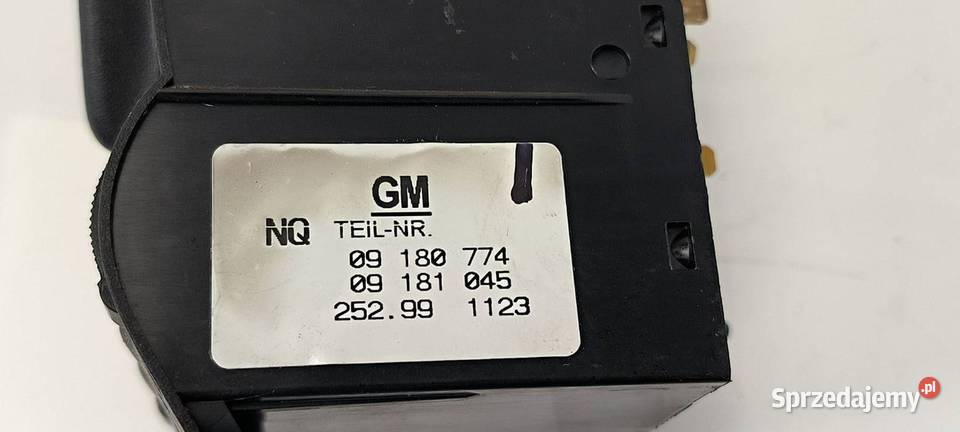 GM
NQ TEIL-NR.
09 180 774
09 181 045
252.99 1123
Sprzedajemy.pl